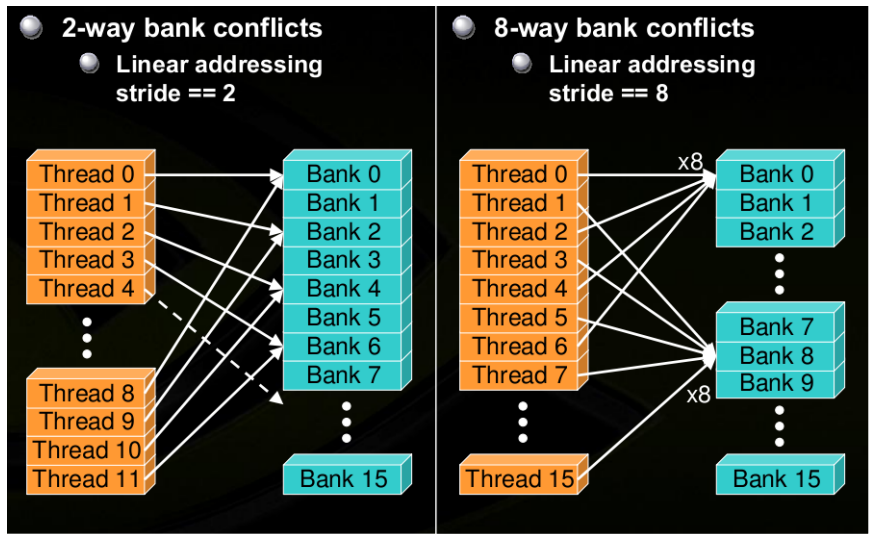 2-way bank conflicts
Linear addressing
stride == 2
Thread 0
Thread 1
Thread 2
Thread 3
Thread 4
Thread 8
Thread 9
Thread 10
Thread 11
Bank 0
Bank 1
Bank 2
Bank 3
Bank 4
Bank 5
Bank 6
Bank 7
Bank 15
8-way bank conflicts
Linear addressing
stride == 8
Thread 0
Thread 1
Thread 2
Thread 3
Thread 4
Thread 5
Thread 6
Thread 7
Thread 15
x8
x8
Bank 0
Bank 1
Bank 2
Bank 7
Bank 8
Bank 9
Bank 15